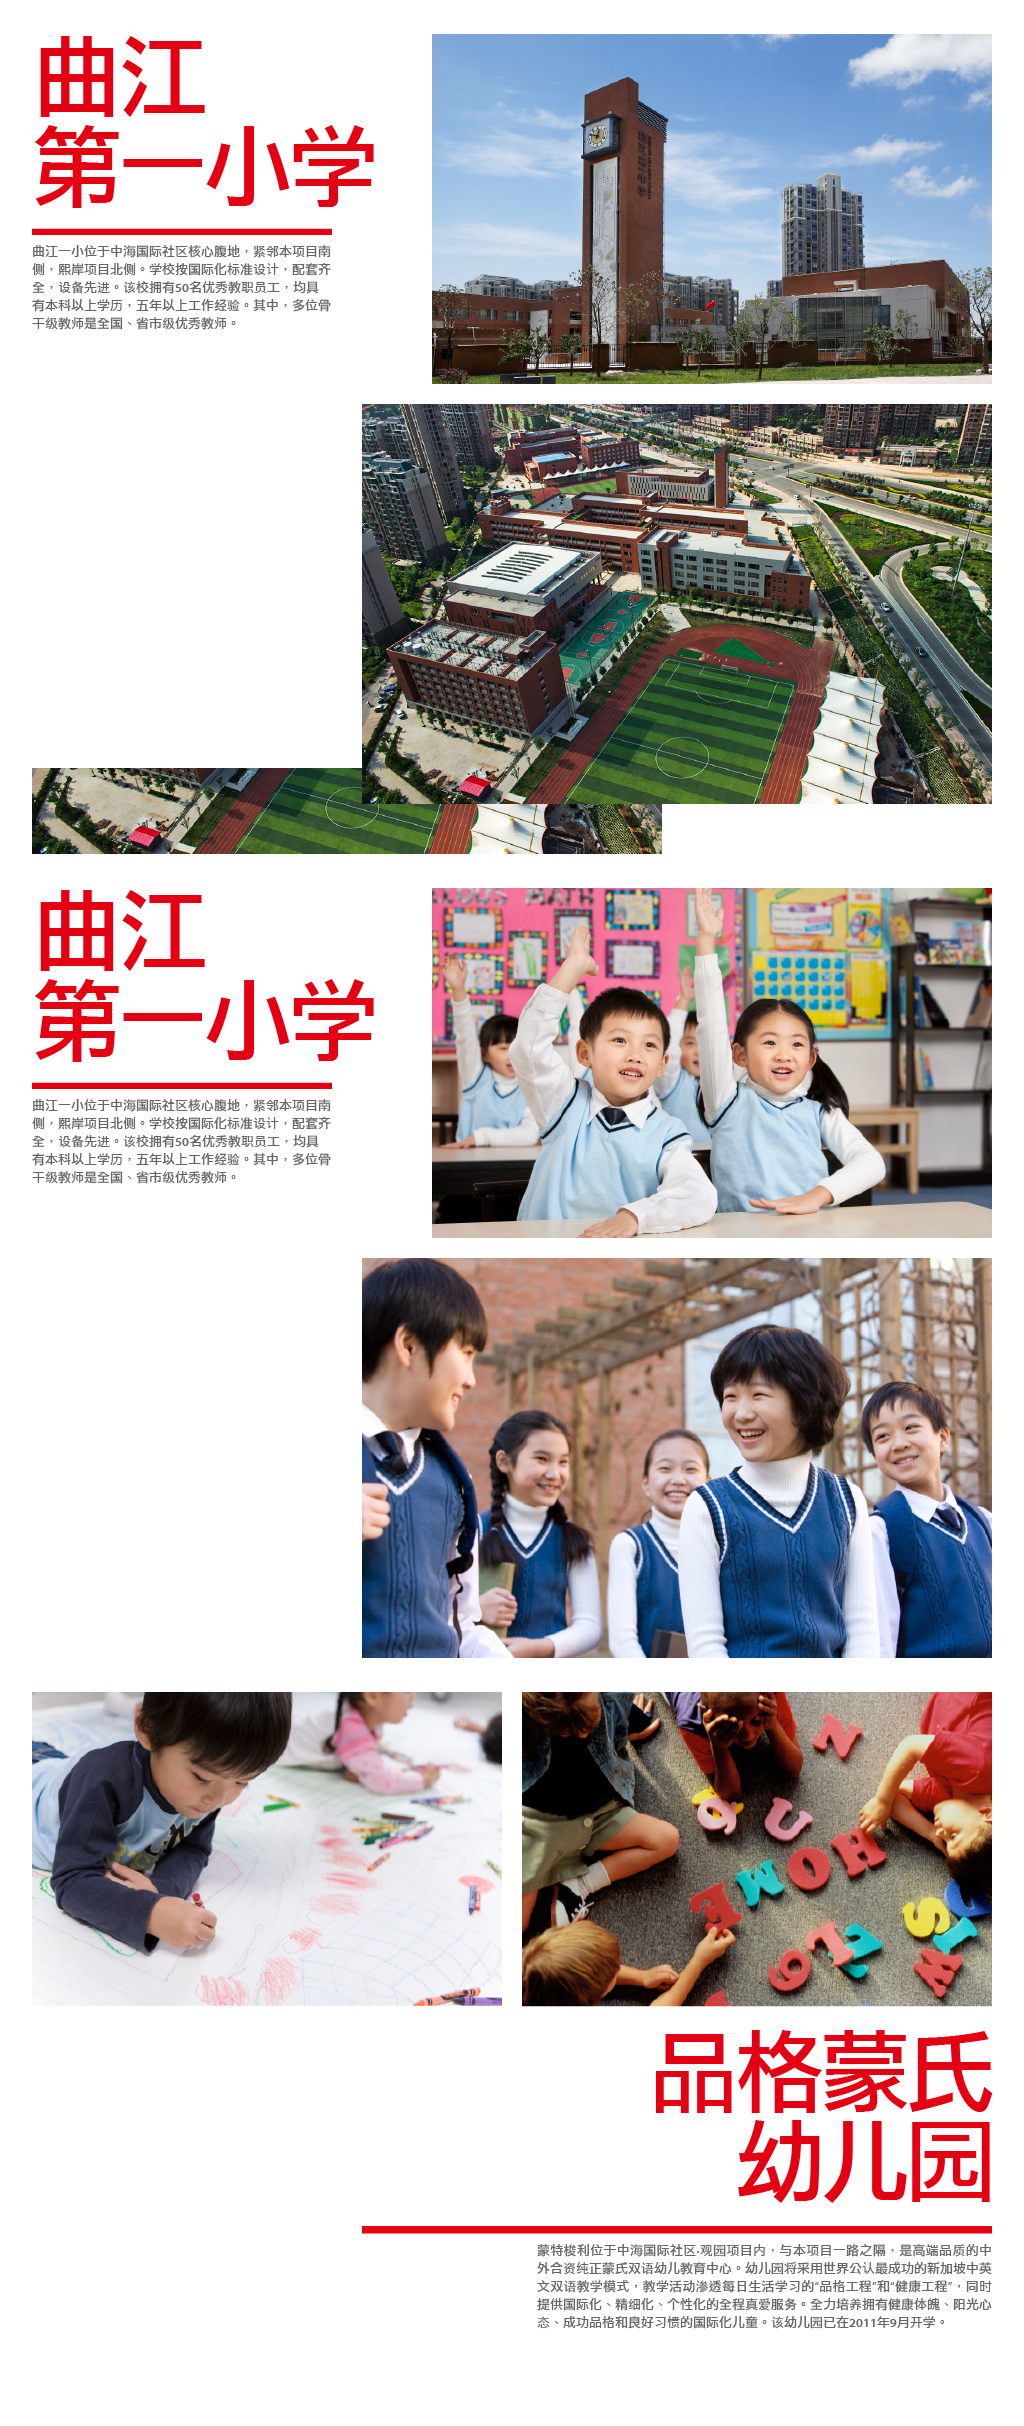 曲江
第一小学
曲江一小位于中海国际社区核心腹地，紧邻本项目南
侧，熙岸项目北侧。学校按国际化标准设计，配套齐
全，设备先进。该校拥有50名优秀教职员工，均具
有本科以上学历，五年以上工作经验。其中，多位骨
干级教师是全国、省市级优秀教师。
曲江
第一小学
曲江一小位于中海国际社区核心腹地，紧邻本项目南
侧，熙岸项目北侧。学校按国际化标准设计，配套齐
全，设备先进。该校拥有50名优秀教职员工，均具
有本科以上学历，五年以上工作经验。其中，多位骨
干级教师是全国、省市级优秀教师。
MATH
品格蒙氏
幼儿园
蒙特梭利位于中海国际社区·观园项目内，与本项目一路之隔，是高端品质的中
外合资纯正蒙氏双语幼儿教育中心。幼儿园将采用世界公认最成功的新加坡中英
文双语教学模式，教学活动渗透每日生活学习的“品格工程”和“健康工程”，同时
提供国际化、精细化、个性化的全程真爱服务。全力培养拥有健康体魄、阳光心
态、成功品格和良好习惯的国际化儿童。该幼儿园已在2011年9月开学。